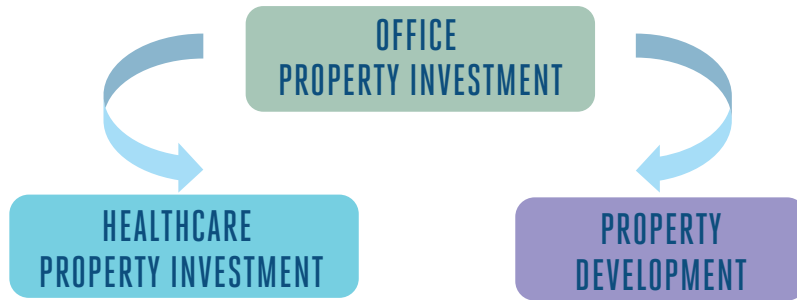 OFFICE
PROPERTY INVESTMENT
HEALTHCARE
PROPERTY INVESTMENT
PROPERTY
DEVELOPMENT